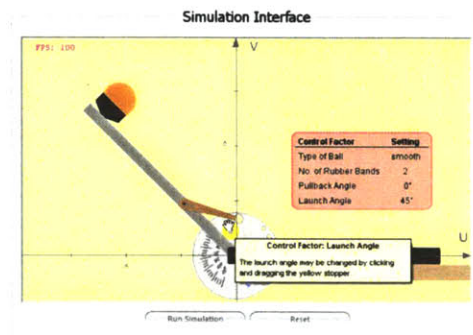 Simulation Interface
FPS: 100
V
Control Factor Setting
Type of Ball smooth
No. of Rubber Bands 2
Pullback Angle 0°
Launch Angle 45°
U
Control Factor: Launch Angle
The launch angle may be changed by clicking
and dragging the yellow stopper
Run Simulation Reset